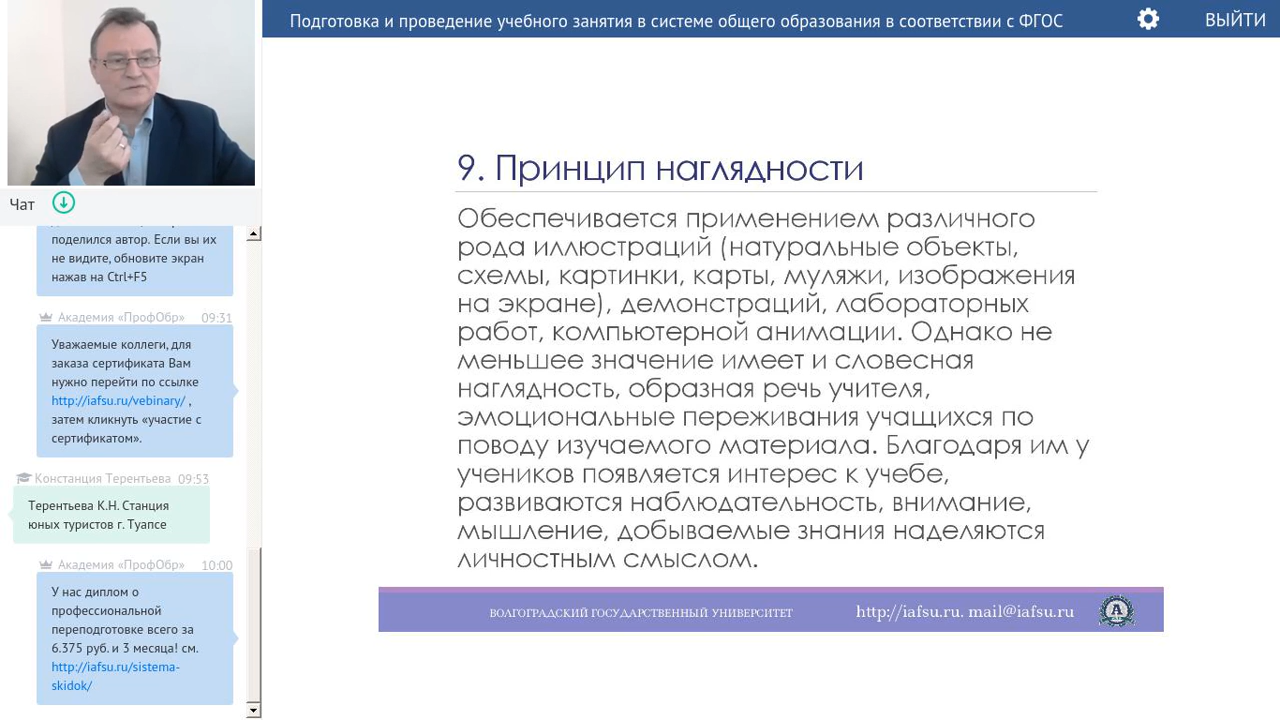 Подготовка и проведение учебного занятия в системе общего образования в соответствии с ФГОС
ВЫЙТИ
Чат
поделился автор. Если вы их
не видите, обновите экран
нажав на Ctrl+F5
Академия «ПрофОбр» 09:31
Уважаемые коллеги, для
заказа сертификата Вам
нужно перейти по ссылке
http://iafsu.ru/vebinary/ ,
затем кликнуть «участие с
сертификатом».
Констанция Терентьева 09:53
Терентьева К.Н. Станция
юных туристов г. Туапсе
Академия «ПрофОбр» 10:00
У нас диплом о
профессиональной
переподготовке всего за
6.375 руб. и 3 месяца! см.
http://iafsu.ru/sistema-
skidok/
9. Принцип наглядности
Обеспечивается применением различного
рода иллюстраций (натуральные объекты,
схемы, картинки, карты, муляжи, изображения
на экране), демонстраций, лабораторных
работ, компьютерной анимации. Однако не
меньшее значение имеет и словесная
наглядность, образная речь учителя,
эмоциональные переживания учащихся по
поводу изучаемого материала. Благодаря им у
учеников появляется интерес к учебе,
развиваются наблюдательность, внимание,
мышление, добываемые знания наделяются
личностным смыслом.
ВОЛГОГРАДСКИЙ ГОСУДАРСТВЕННЫЙ УНИВЕРСИТЕТ
http://iafsu.ru. mail@iafsu.ru